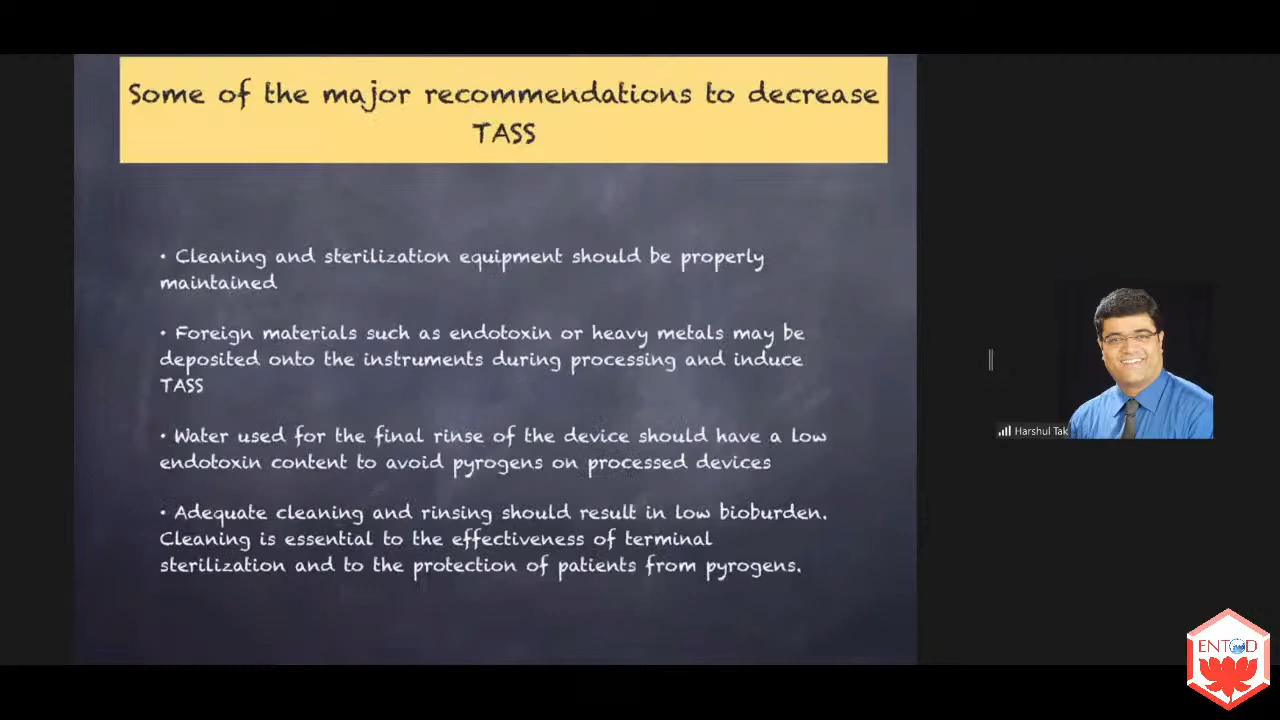 Some of the major recommendations to decrease
TASS
• Cleaning and sterilization equipment should be properly
maintained
• Foreign materials such as endotoxin or heavy metals may be
deposited onto the instruments during processing and induce
TASS
• Water used for the final rinse of the device should have a low
endotoxin content to avoid pyrogens on processed devices
• Adequate cleaning and rinsing should result in low bioburden.
Cleaning is essential to the effectiveness of terminal
sterilization and to the protection of patients from pyrogens.
Harshul Tak
ENTOD